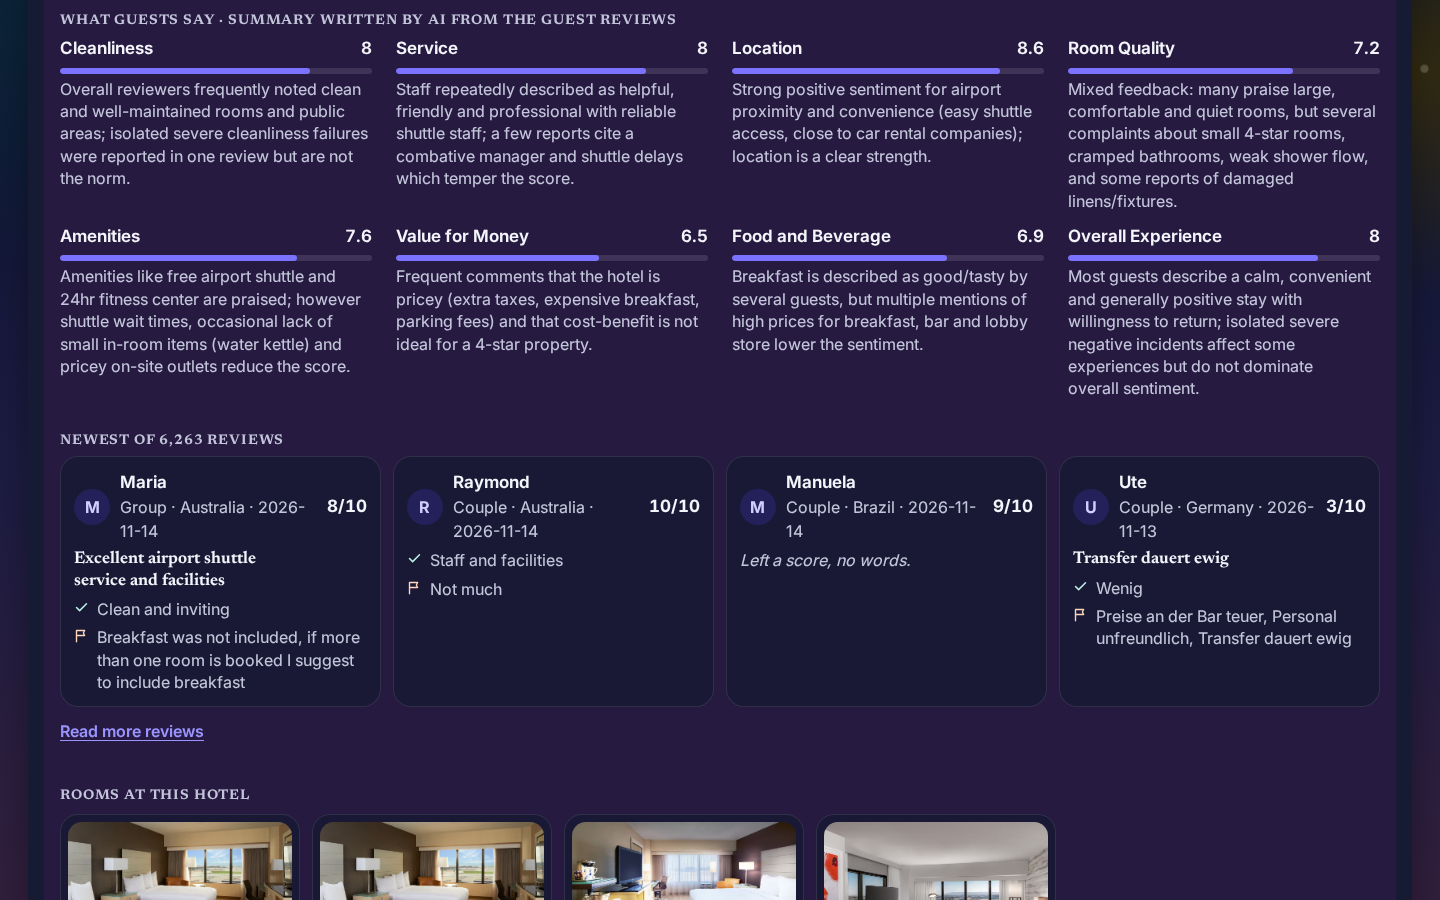 WHAT GUESTS SAY · SUMMARY WRITTEN BY AI FROM THE GUEST REVIEWS
Cleanliness 8
Overall reviewers frequently noted clean
and well-maintained rooms and public
areas; isolated severe cleanliness failures
were reported in one review but are not
the norm.
Service 8
Staff repeatedly described as helpful,
friendly and professional with reliable
shuttle staff; a few reports cite a
combative manager and shuttle delays
which temper the score.
Location 8.6
Strong positive sentiment for airport
proximity and convenience (easy shuttle
access, close to car rental companies);
location is a clear strength.
Room Quality 7.2
Mixed feedback: many praise large,
comfortable and quiet rooms, but several
complaints about small 4-star rooms,
cramped bathrooms, weak shower flow,
and some reports of damaged
linens/fixtures.
Amenities 7.6
Amenities like free airport shuttle and
24hr fitness center are praised; however
shuttle wait times, occasional lack of
small in-room items (water kettle) and
pricey on-site outlets reduce the score.
Value for Money 6.5
Frequent comments that the hotel is
pricey (extra taxes, expensive breakfast,
parking fees) and that cost-benefit is not
ideal for a 4-star property.
Food and Beverage 6.9
Breakfast is described as good/tasty by
several guests, but multiple mentions of
high prices for breakfast, bar and lobby
store lower the sentiment.
Overall Experience 8
Most guests describe a calm, convenient
and generally positive stay with
willingness to return; isolated severe
negative incidents affect some
experiences but do not dominate
overall sentiment.
NEWEST OF 6,263 REVIEWS
M
Maria
Group · Australia · 2026-
11-14
8/10
Excellent airport shuttle
service and facilities
Clean and inviting
Breakfast was not included, if more
than one room is booked I suggest
to include breakfast
R
Raymond
Couple · Australia ·
2026-11-14
10/10
Staff and facilities
Not much
M
Manuela
Couple · Brazil · 2026-11-
14
9/10
Left a score, no words.
U
Ute
Couple · Germany · 2026-
11-13
3/10
Transfer dauert ewig
Wenig
Preise an der Bar teuer, Personal
unfreundlich, Transfer dauert ewig
Read more reviews
ROOMS AT THIS HOTEL